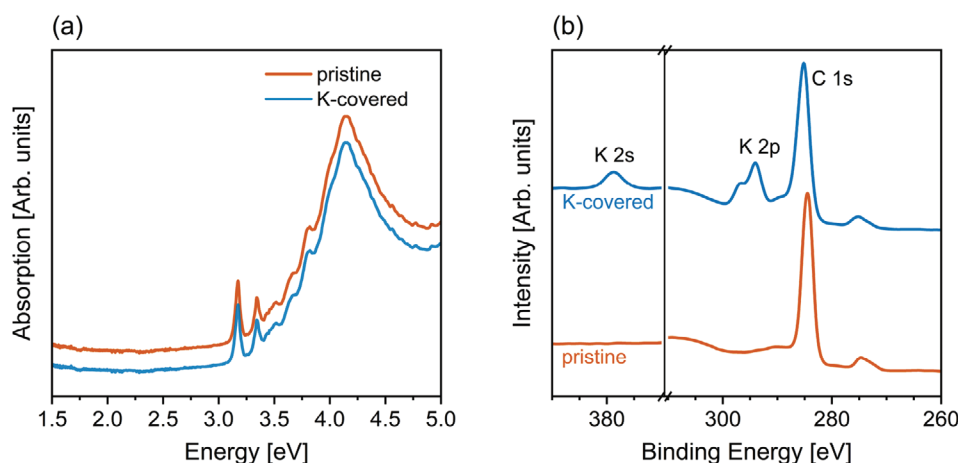 (a)
Absorption [Arb. units]
pristine
K-covered
1.5 2.0 2.5 3.0 3.5 4.0 4.5 5.0
Energy [eV]
(b)
Intensity [Arb. units]
C 1s
K 2p
K 2s
K-covered
pristine
380 300 280 260
Binding Energy [eV]